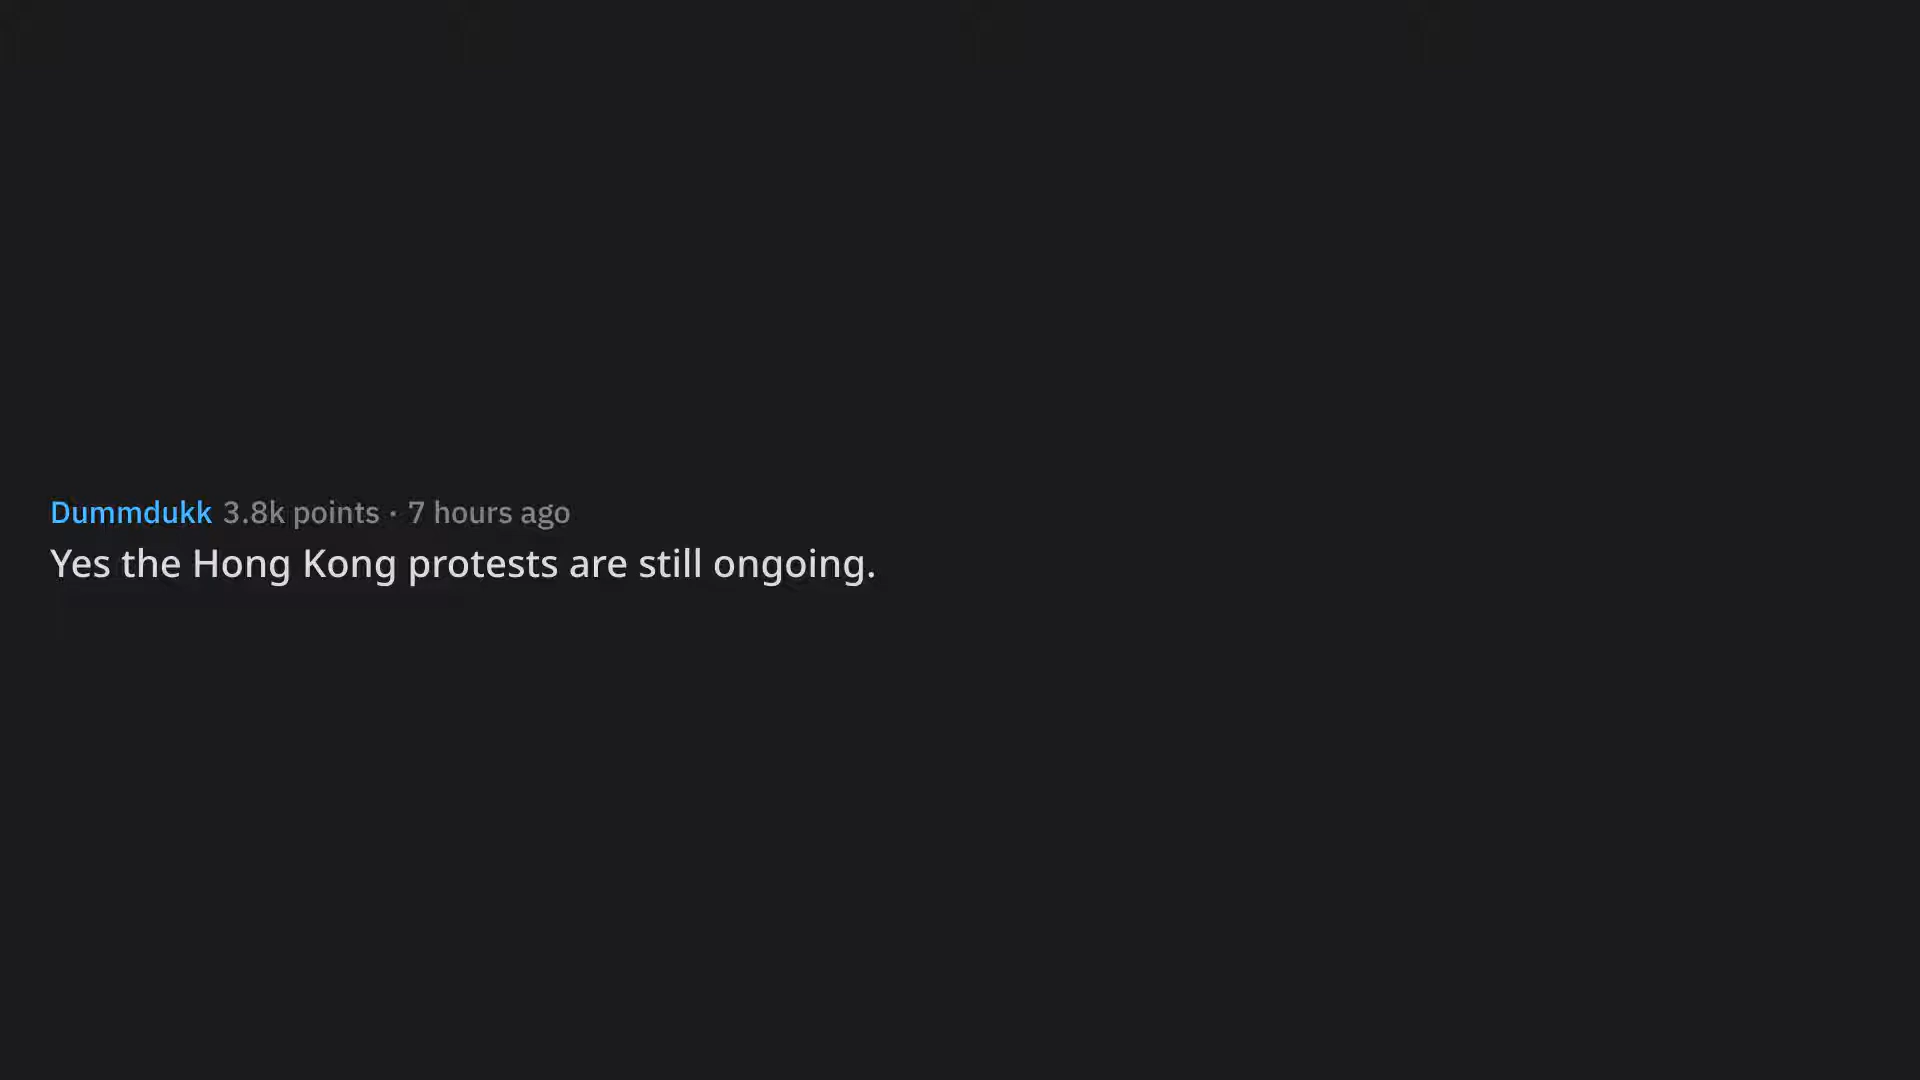 Dummdukk 3.8k points · 7 hours ago
Yes the Hong Kong protests are still ongoing.